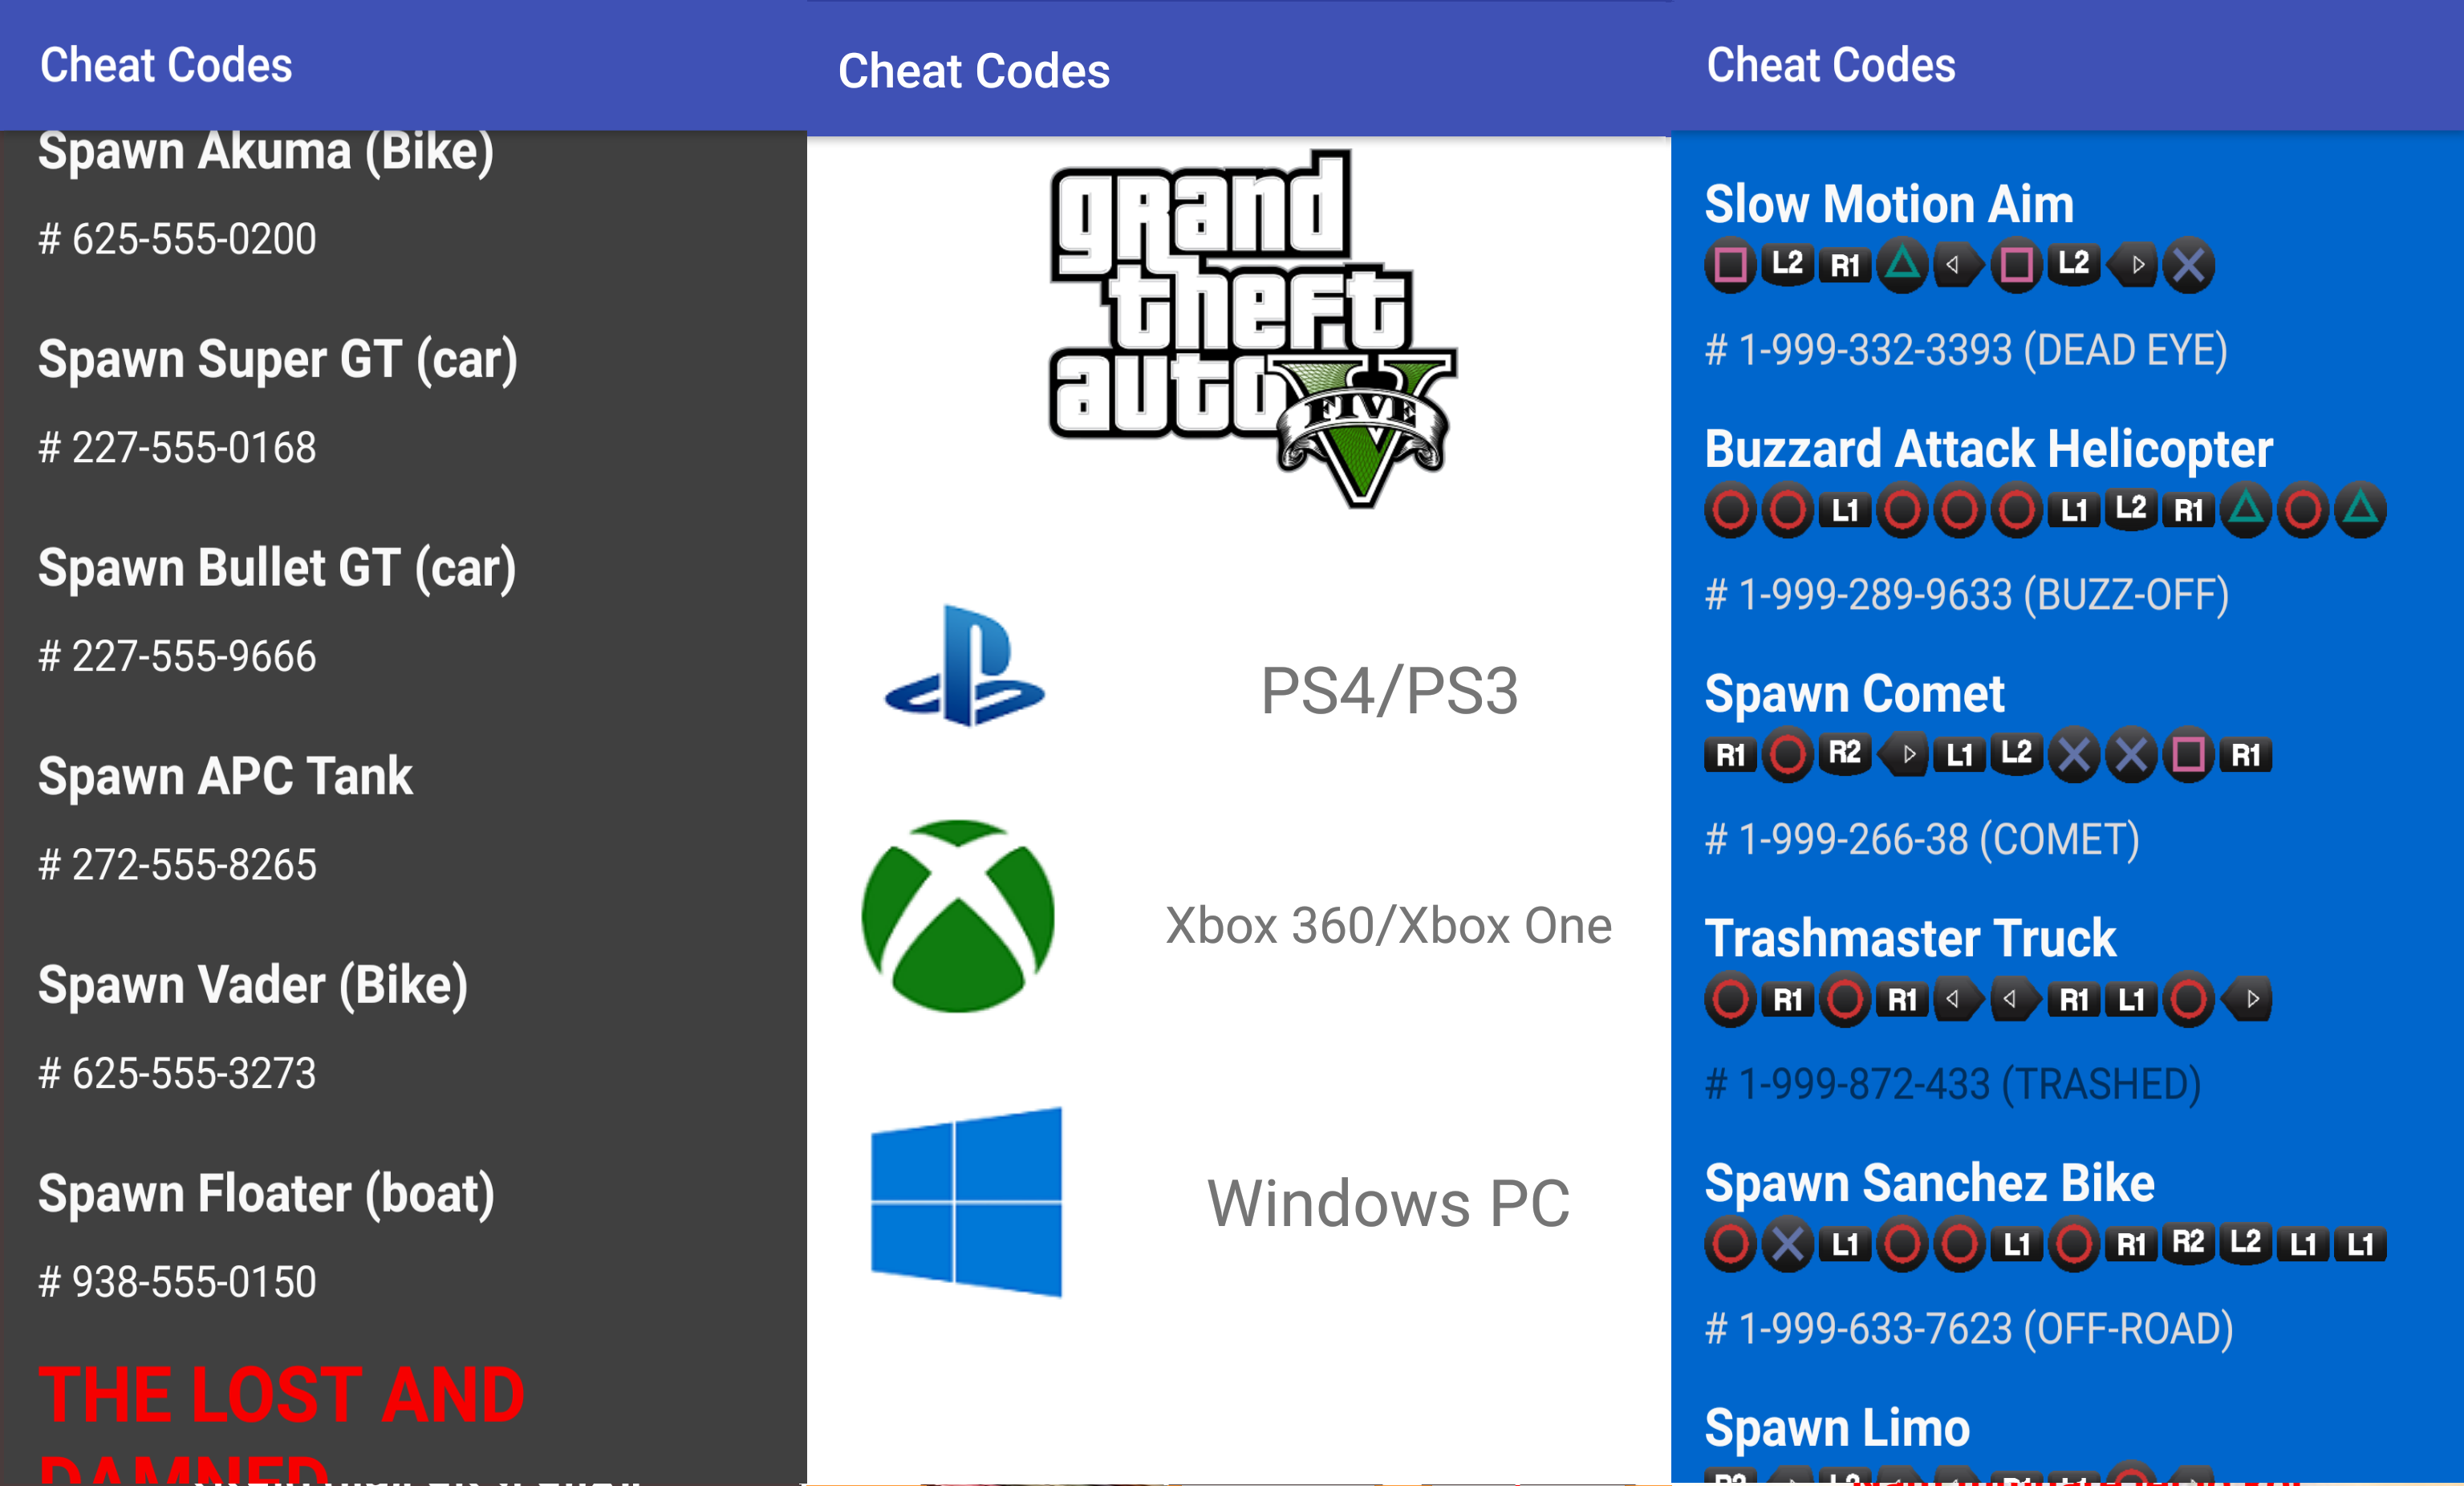 Cheat Codes
Spawn Akuma (Bike)
# 625-555-0200
Spawn Super GT (car)
# 227-555-0168
Spawn Bullet GT (car)
# 227-555-9666
Spawn APC Tank
# 272-555-8265
Spawn Vader (Bike)
# 625-555-3273
Spawn Floater (boat)
# 938-555-0150
THE LOST AND
DAMNED
Cheat Codes
grand
theft
auto V
FIVE
PS4/PS3
Xbox 360/Xbox One
Windows PC
Cheat Codes
Slow Motion Aim
L2 R1 L2
# 1-999-332-3393 (DEAD EYE)
Buzzard Attack Helicopter
L1 L1 L2 R1
# 1-999-289-9633 (BUZZ-OFF)
Spawn Comet
R1 R2 L1 L2 R1
# 1-999-266-38 (COMET)
Trashmaster Truck
R1 R1 R1 L1
# 1-999-872-433 (TRASHED)
Spawn Sanchez Bike
L1 L1 R1 R2 L2 L1 L1
# 1-999-633-7623 (OFF-ROAD)
Spawn Limo